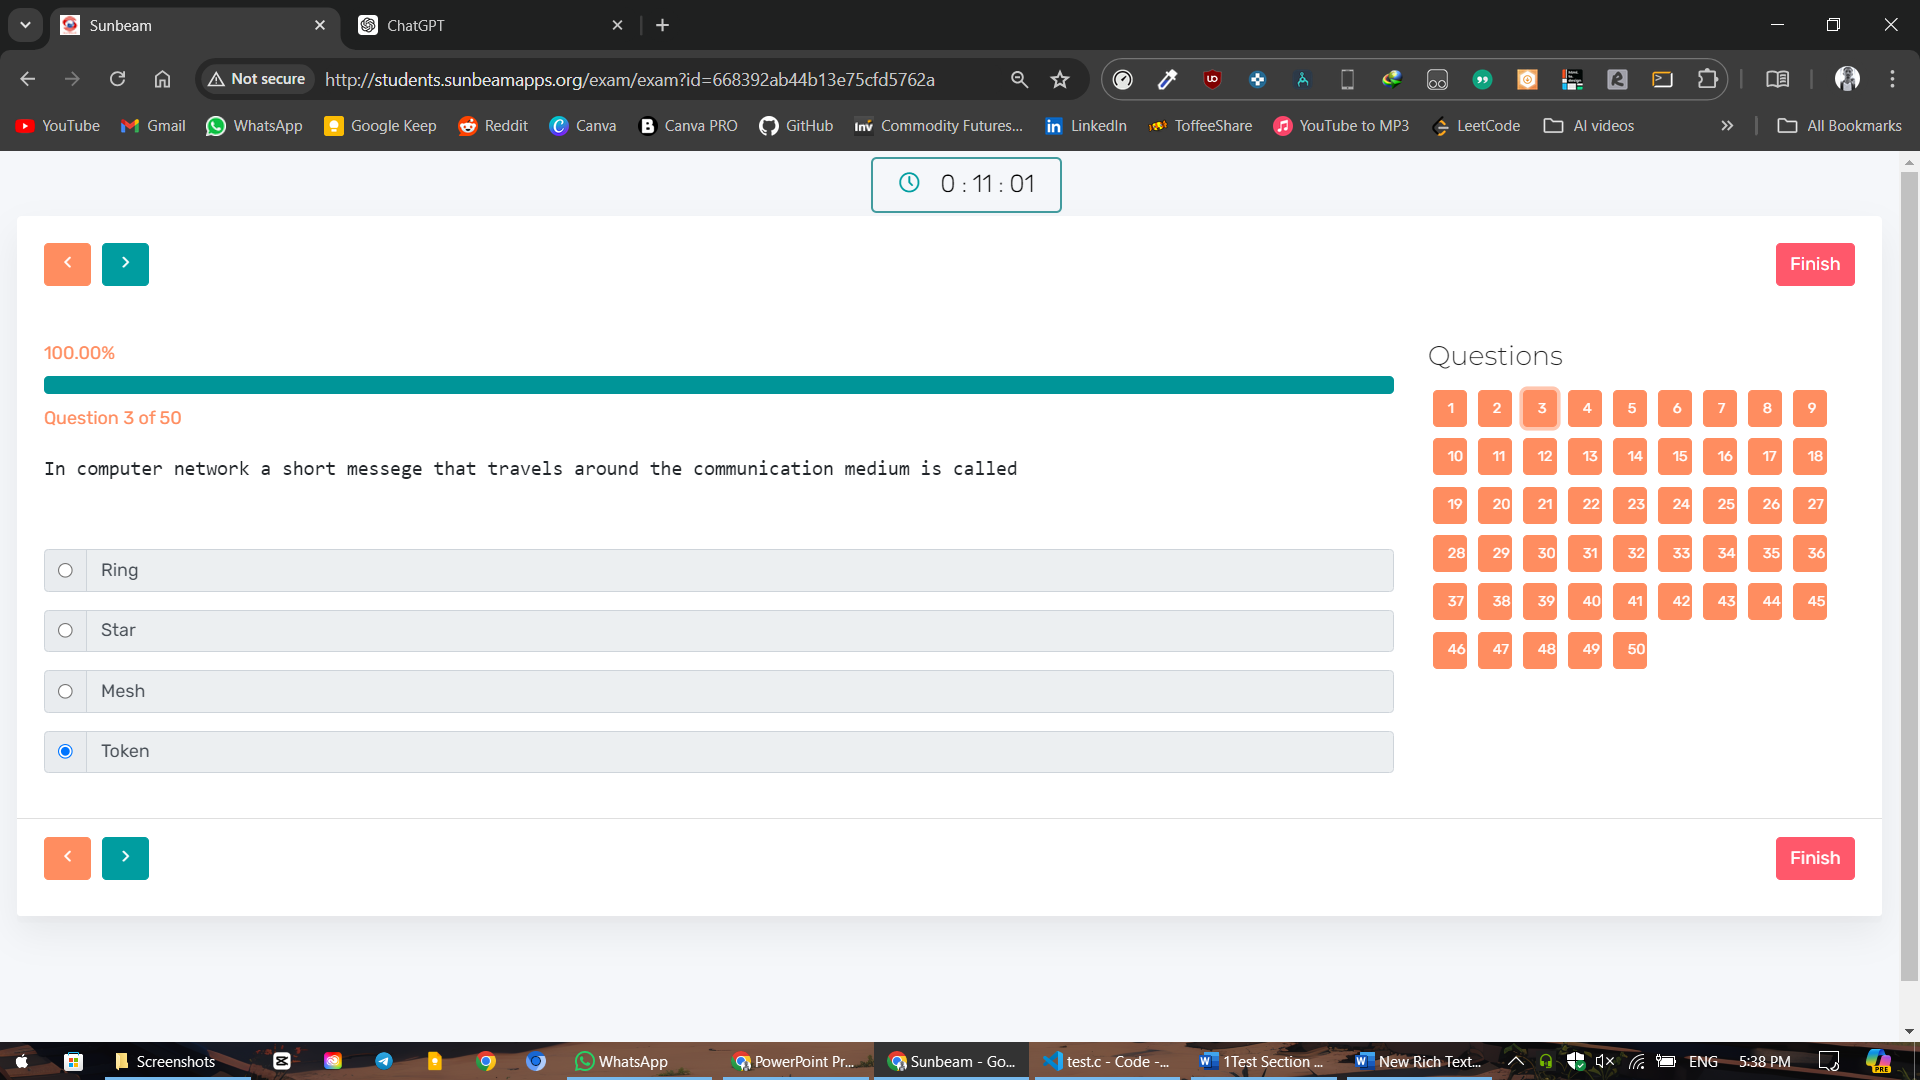 Sunbeam
ChatGPT
Not secure
http://students.sunbeamapps.org/exam/exam?id=668392ab44b13e75cfd5762a
YouTube
Gmail
WhatsApp
Google Keep
Reddit
Canva
Canva PRO
GitHub
Inv Commodity Futures...
LinkedIn
ToffeeShare
YouTube to MP3
LeetCode
AI videos
All Bookmarks
0 : 11 : 01
Finish
100.00%
Question 3 of 50
In computer network a short messege that travels around the communication medium is called
Ring
Star
Mesh
Token
Questions
1 2 3 4 5 6 7 8 9
10 11 12 13 14 15 16 17 18
19 20 21 22 23 24 25 26 27
28 29 30 31 32 33 34 35 36
37 38 39 40 41 42 43 44 45
46 47 48 49 50
Finish
Screenshots
WhatsApp
PowerPoint Pr...
Sunbeam - Go...
test.c - Code -...
1Test Section ...
New Rich Text...
ENG
5:38 PM
PRE